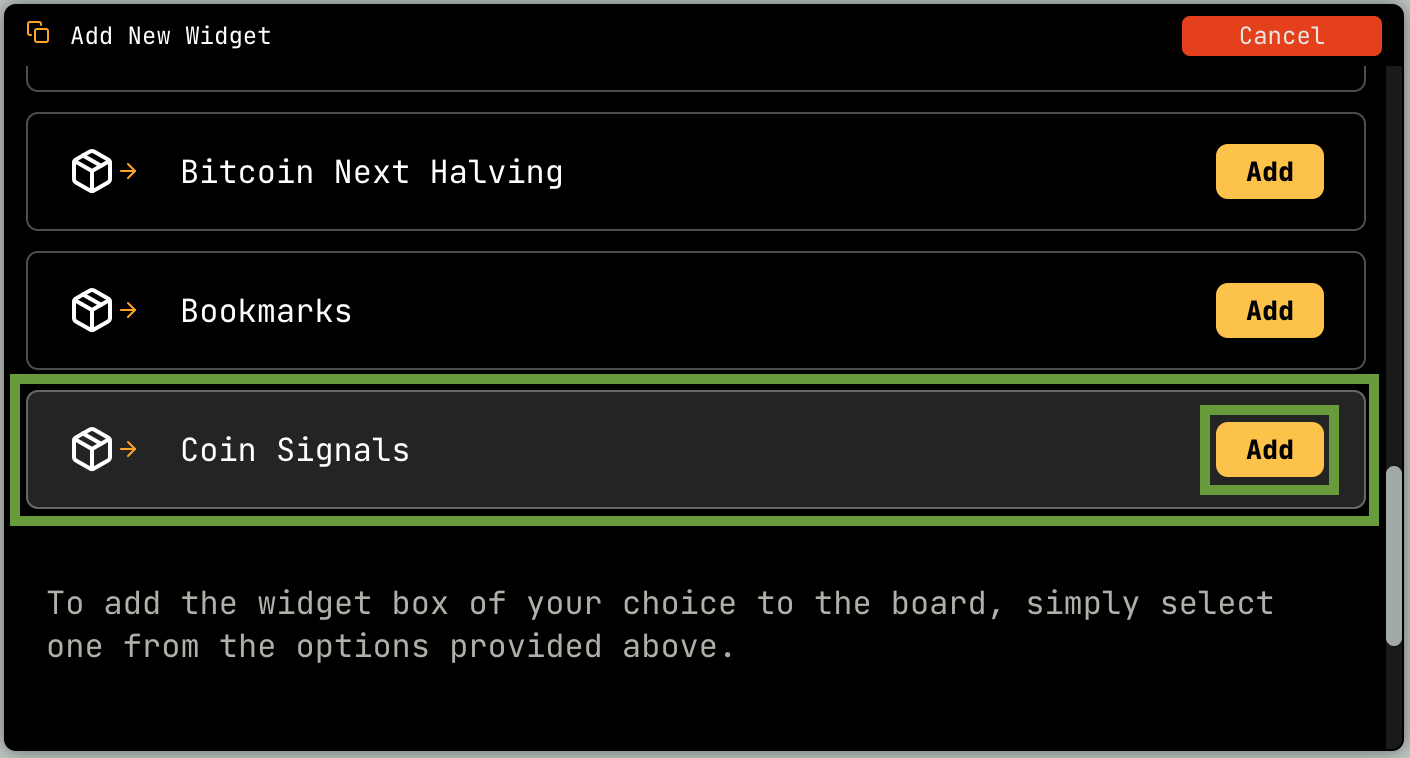 Add New Widget
Cancel
Bitcoin Next Halving
Add
Bookmarks
Add
Coin Signals
Add
To add the widget box of your choice to the board, simply select
one from the options provided above.